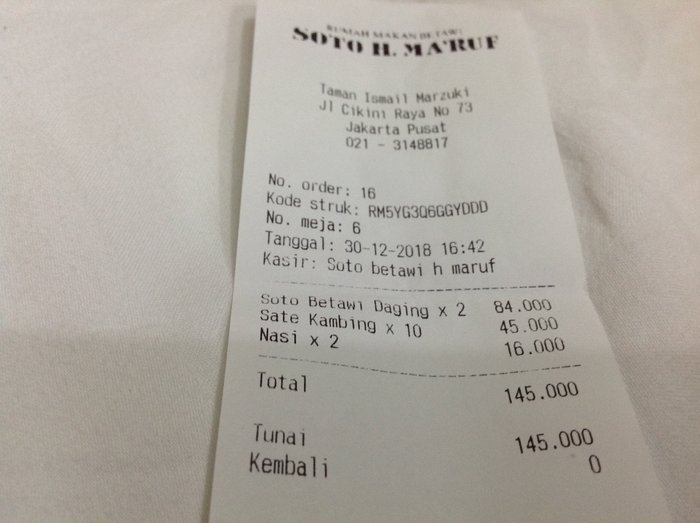 RUMAH MAKAN BETAWI
SOTO H. MA'RUF
Taman Ismail Marzuki
Jl Cikini Raya No 73
Jakarta Pusat
021 - 3148817
No. order: 16
Kode struk: RM5YG3Q6GGYDDD
No. meja: 6
Tanggal: 30-12-2018 16:42
Kasir: Soto betawi h maruf
Soto Betawi Daging x 2 84.000
Sate Kambing x 10 45.000
Nasi x 2 16.000
Total 145.000
Tunai 145.000
Kembali 0